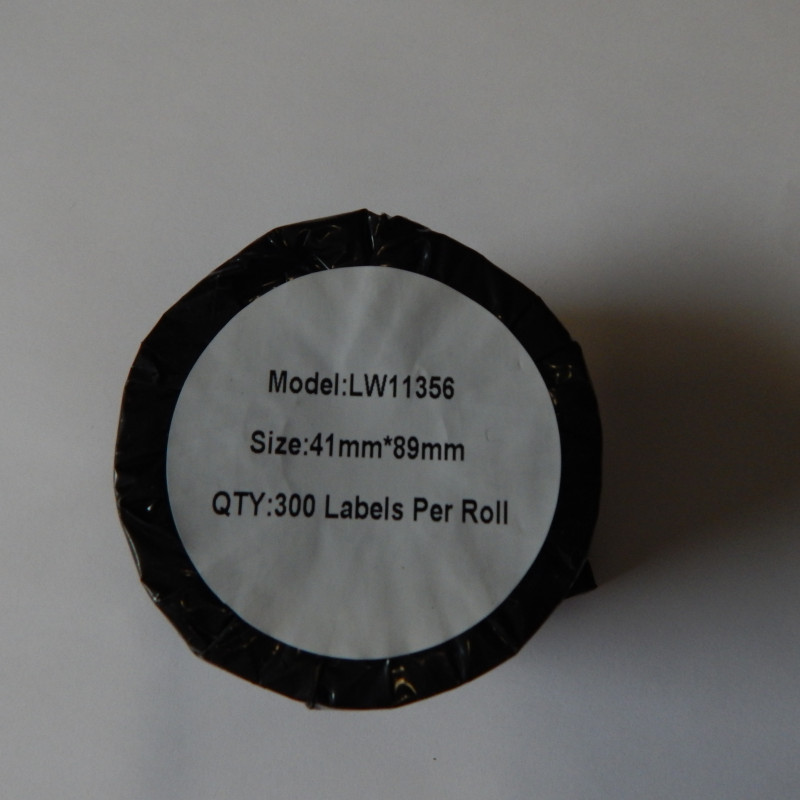 Model:LW11356
Size:41mm*89mm
QTY:300 Labels Per Roll